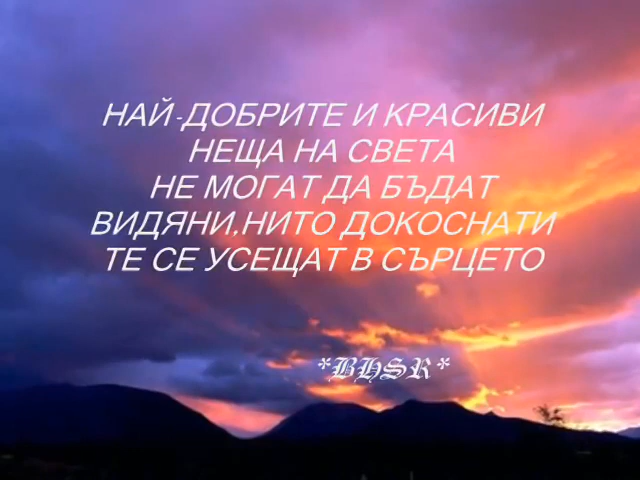 НАЙ-ДОБРИТЕ И КРАСИВИ
НЕЩА НА СВЕТА
НЕ МОГАТ ДА БЪДАТ
ВИДЯНИ,НИТО ДОКОСНАТИ
ТЕ СЕ УСЕЩАТ В СЪРЦЕТО
*BHSR*